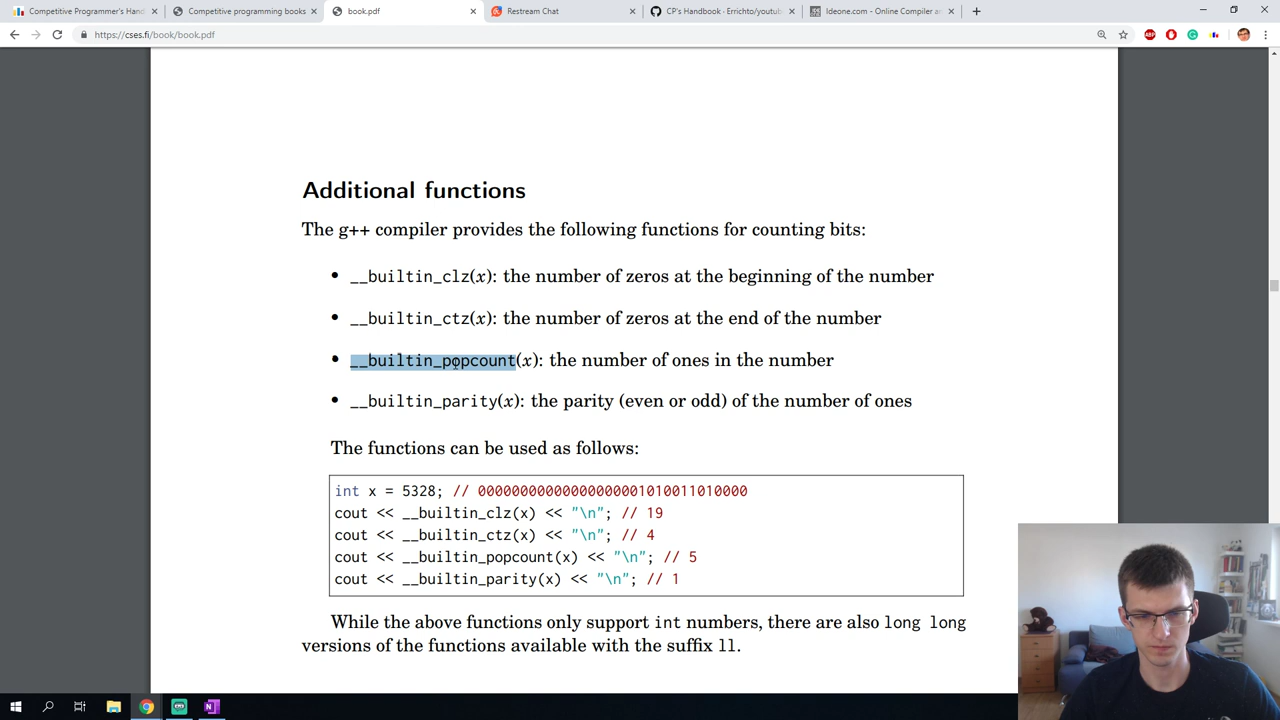 Competitive Programmer's Handl
Competitive programming books
book.pdf
Restream Chat
CP's Handbook · Errichto/youtub
Ideone.com - Online Compiler an
https://cses.fi/book/book.pdf
Additional functions
The g++ compiler provides the following functions for counting bits:
• __builtin_clz(x): the number of zeros at the beginning of the number
• __builtin_ctz(x): the number of zeros at the end of the number
• __builtin_popcount(x): the number of ones in the number
• __builtin_parity(x): the parity (even or odd) of the number of ones
The functions can be used as follows:
int x = 5328; // 00000000000000000001010011010000
cout << __builtin_clz(x) << "\n"; // 19
cout << __builtin_ctz(x) << "\n"; // 4
cout << __builtin_popcount(x) << "\n"; // 5
cout << __builtin_parity(x) << "\n"; // 1
While the above functions only support int numbers, there are also long long
versions of the functions available with the suffix ll.